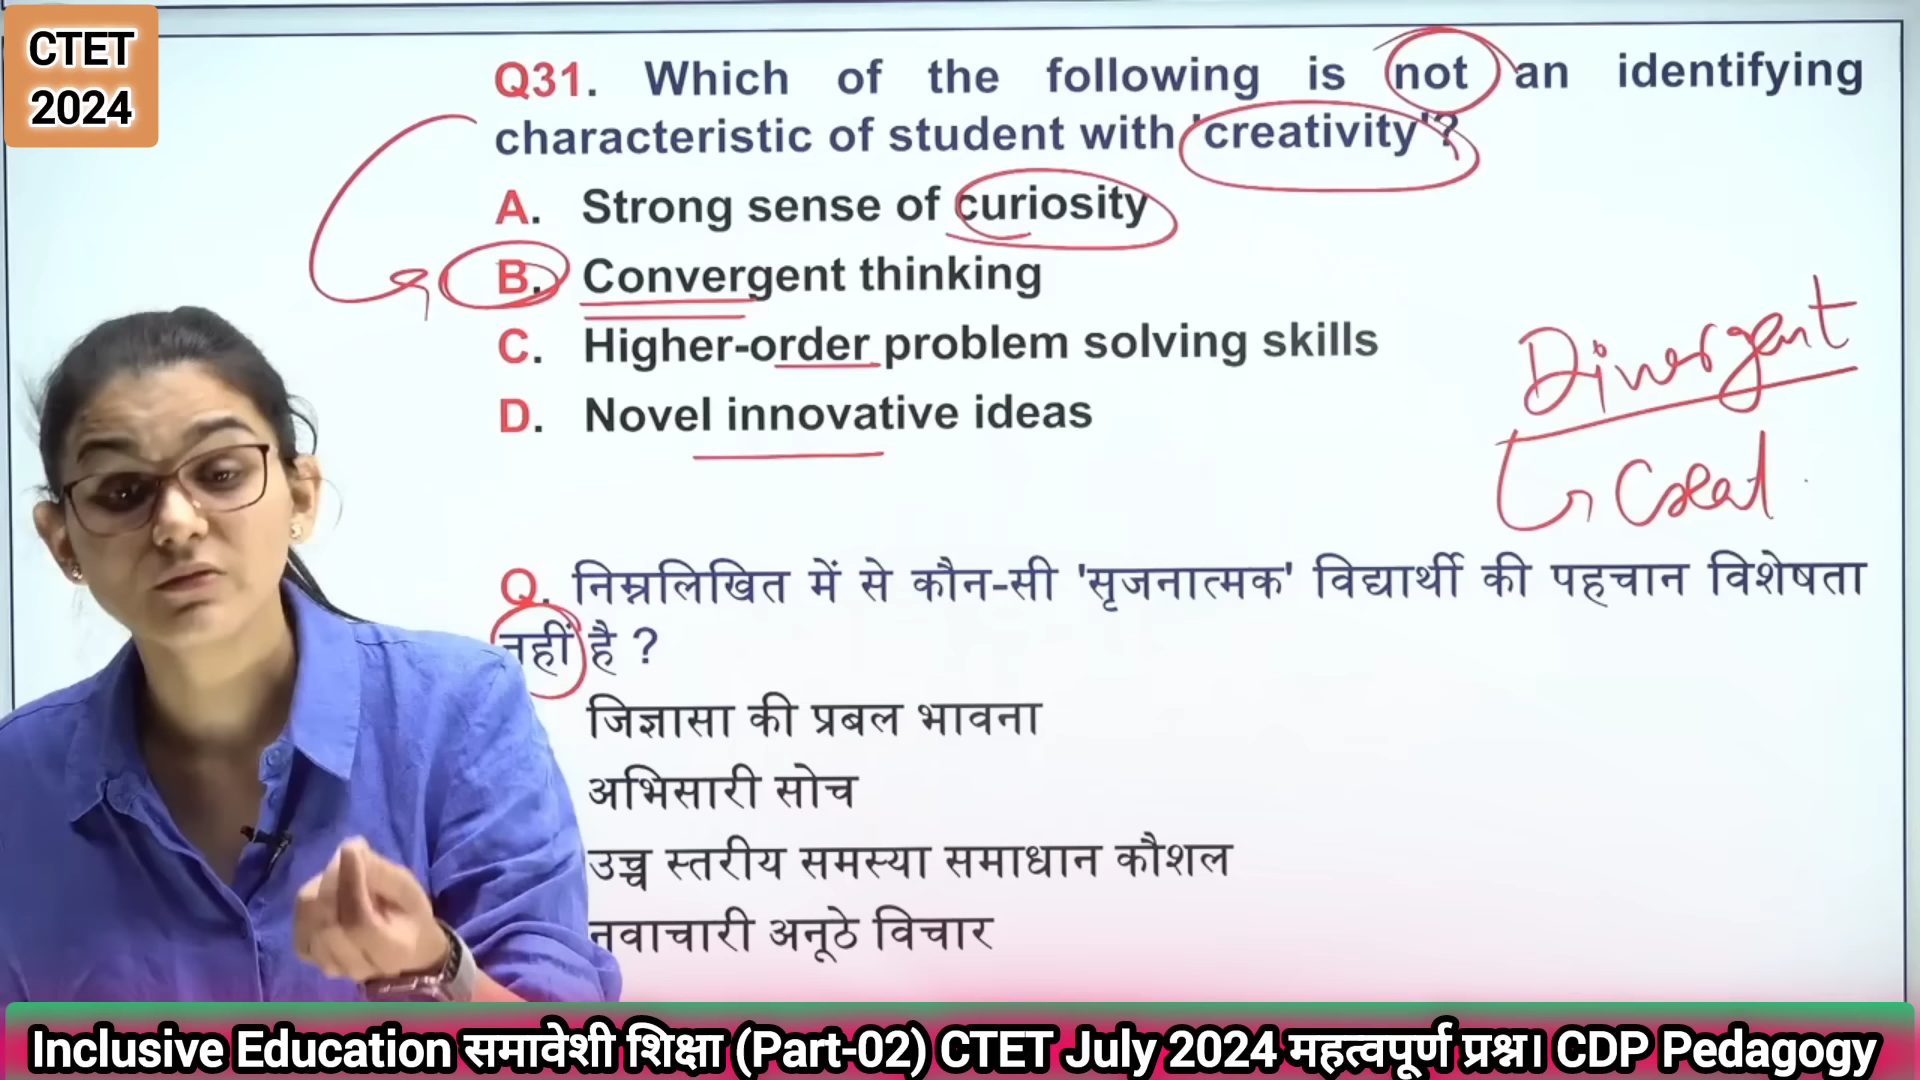 CTET
2024
Q31. Which of the following is not an identifying
characteristic of student with 'creativity'?
A. Strong sense of curiosity
B. Convergent thinking
C. Higher-order problem solving skills
D. Novel innovative ideas
Divergent
Creat
Q. निम्नलिखित में से कौन-सी 'सृजनात्मक' विद्यार्थी की पहचान विशेषता
नहीं है ?
जिज्ञासा की प्रबल भावना
अभिसारी सोच
उच्च स्तरीय समस्या समाधान कौशल
नवाचारी अनूठे विचार
Inclusive Education समावेशी शिक्षा (Part-02) CTET July 2024 महत्वपूर्ण प्रश्न। CDP Pedagogy